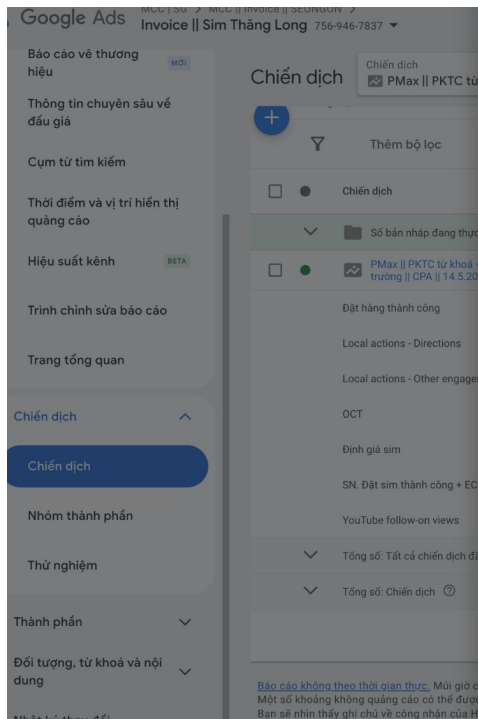 Google Ads
MCC | SG > MCC || Invoice || SEONGON >
Invoice || Sim Thăng Long 756-946-7837
Báo cáo về thương
hiệu
MỚI
Thông tin chuyên sâu về
đấu giá
Cụm từ tìm kiếm
Thời điểm và vị trí hiển thị
quảng cáo
Hiệu suất kênh
BETA
Trình chỉnh sửa báo cáo
Trang tổng quan
Chiến dịch
Chiến dịch
Nhóm thành phần
Thử nghiệm
Thành phần
Đối tượng, từ khoá và nội
dung
Nhật ký thay đổi
Chiến dịch
Chiến dịch
PMax || PKTC từ
Thêm bộ lọc
Chiến dịch
Số bản nháp đang thực
PMax || PKTC từ khoá +
trường || CPA || 14.5.20
Đặt hàng thành công
Local actions - Directions
Local actions - Other engage
OCT
Định giá sim
SN. Đặt sim thành công + EC
YouTube follow-on views
Tổng số: Tất cả chiến dịch đã
Tổng số: Chiến dịch
Báo cáo không theo thời gian thực. Múi giờ c
Một số khoảng không quảng cáo có thể được
Bạn sẽ nhìn thấy ghi chú về công nhận của H